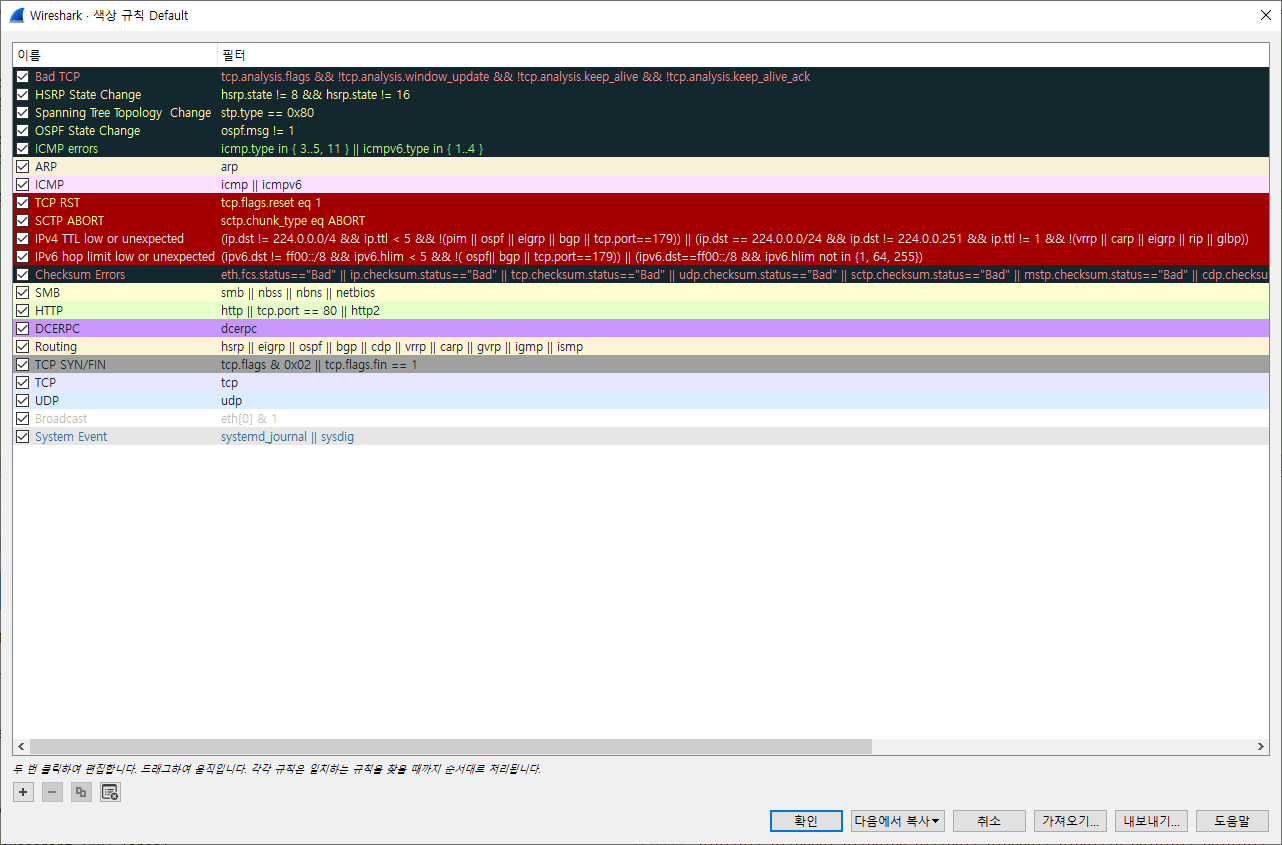 Wireshark · 색상 규칙 Default
이름 필터
Bad TCP tcp.analysis.flags && !tcp.analysis.window_update && !tcp.analysis.keep_alive && !tcp.analysis.keep_alive_ack
HSRP State Change hsrp.state != 8 && hsrp.state != 16
Spanning Tree Topology  Change stp.type == 0x80
OSPF State Change ospf.msg != 1
ICMP errors icmp.type in { 3..5, 11 } || icmpv6.type in { 1..4 }
ARP arp
ICMP icmp || icmpv6
TCP RST tcp.flags.reset eq 1
SCTP ABORT sctp.chunk_type eq ABORT
IPv4 TTL low or unexpected (ip.dst != 224.0.0.0/4 && ip.ttl < 5 && !(pim || ospf || eigrp || bgp || tcp.port==179)) || (ip.dst == 224.0.0.0/24 && ip.dst != 224.0.0.251 && ip.ttl != 1 && !(vrrp || carp || eigrp || rip || glbp))
IPv6 hop limit low or unexpected (ipv6.dst != ff00::/8 && ipv6.hlim < 5 && !( ospf|| bgp || tcp.port==179)) || (ipv6.dst==ff00::/8 && ipv6.hlim not in {1, 64, 255})
Checksum Errors eth.fcs.status=="Bad" || ip.checksum.status=="Bad" || tcp.checksum.status=="Bad" || udp.checksum.status=="Bad" || sctp.checksum.status=="Bad" || mstp.checksum.status=="Bad" || cdp.checksu
SMB smb || nbss || nbns || netbios
HTTP http || tcp.port == 80 || http2
DCERPC dcerpc
Routing hsrp || eigrp || ospf || bgp || cdp || vrrp || carp || gvrp || igmp || ismp
TCP SYN/FIN tcp.flags & 0x02 || tcp.flags.fin == 1
TCP tcp
UDP udp
Broadcast eth[0] & 1
System Event systemd_journal || sysdig
두 번 클릭하여 편집합니다. 드래그하여 움직입니다. 각각 규칙은 일치하는 규칙을 찾을 때까지 순서대로 처리됩니다.
확인 다음에서 복사 취소 가져오기... 내보내기... 도움말